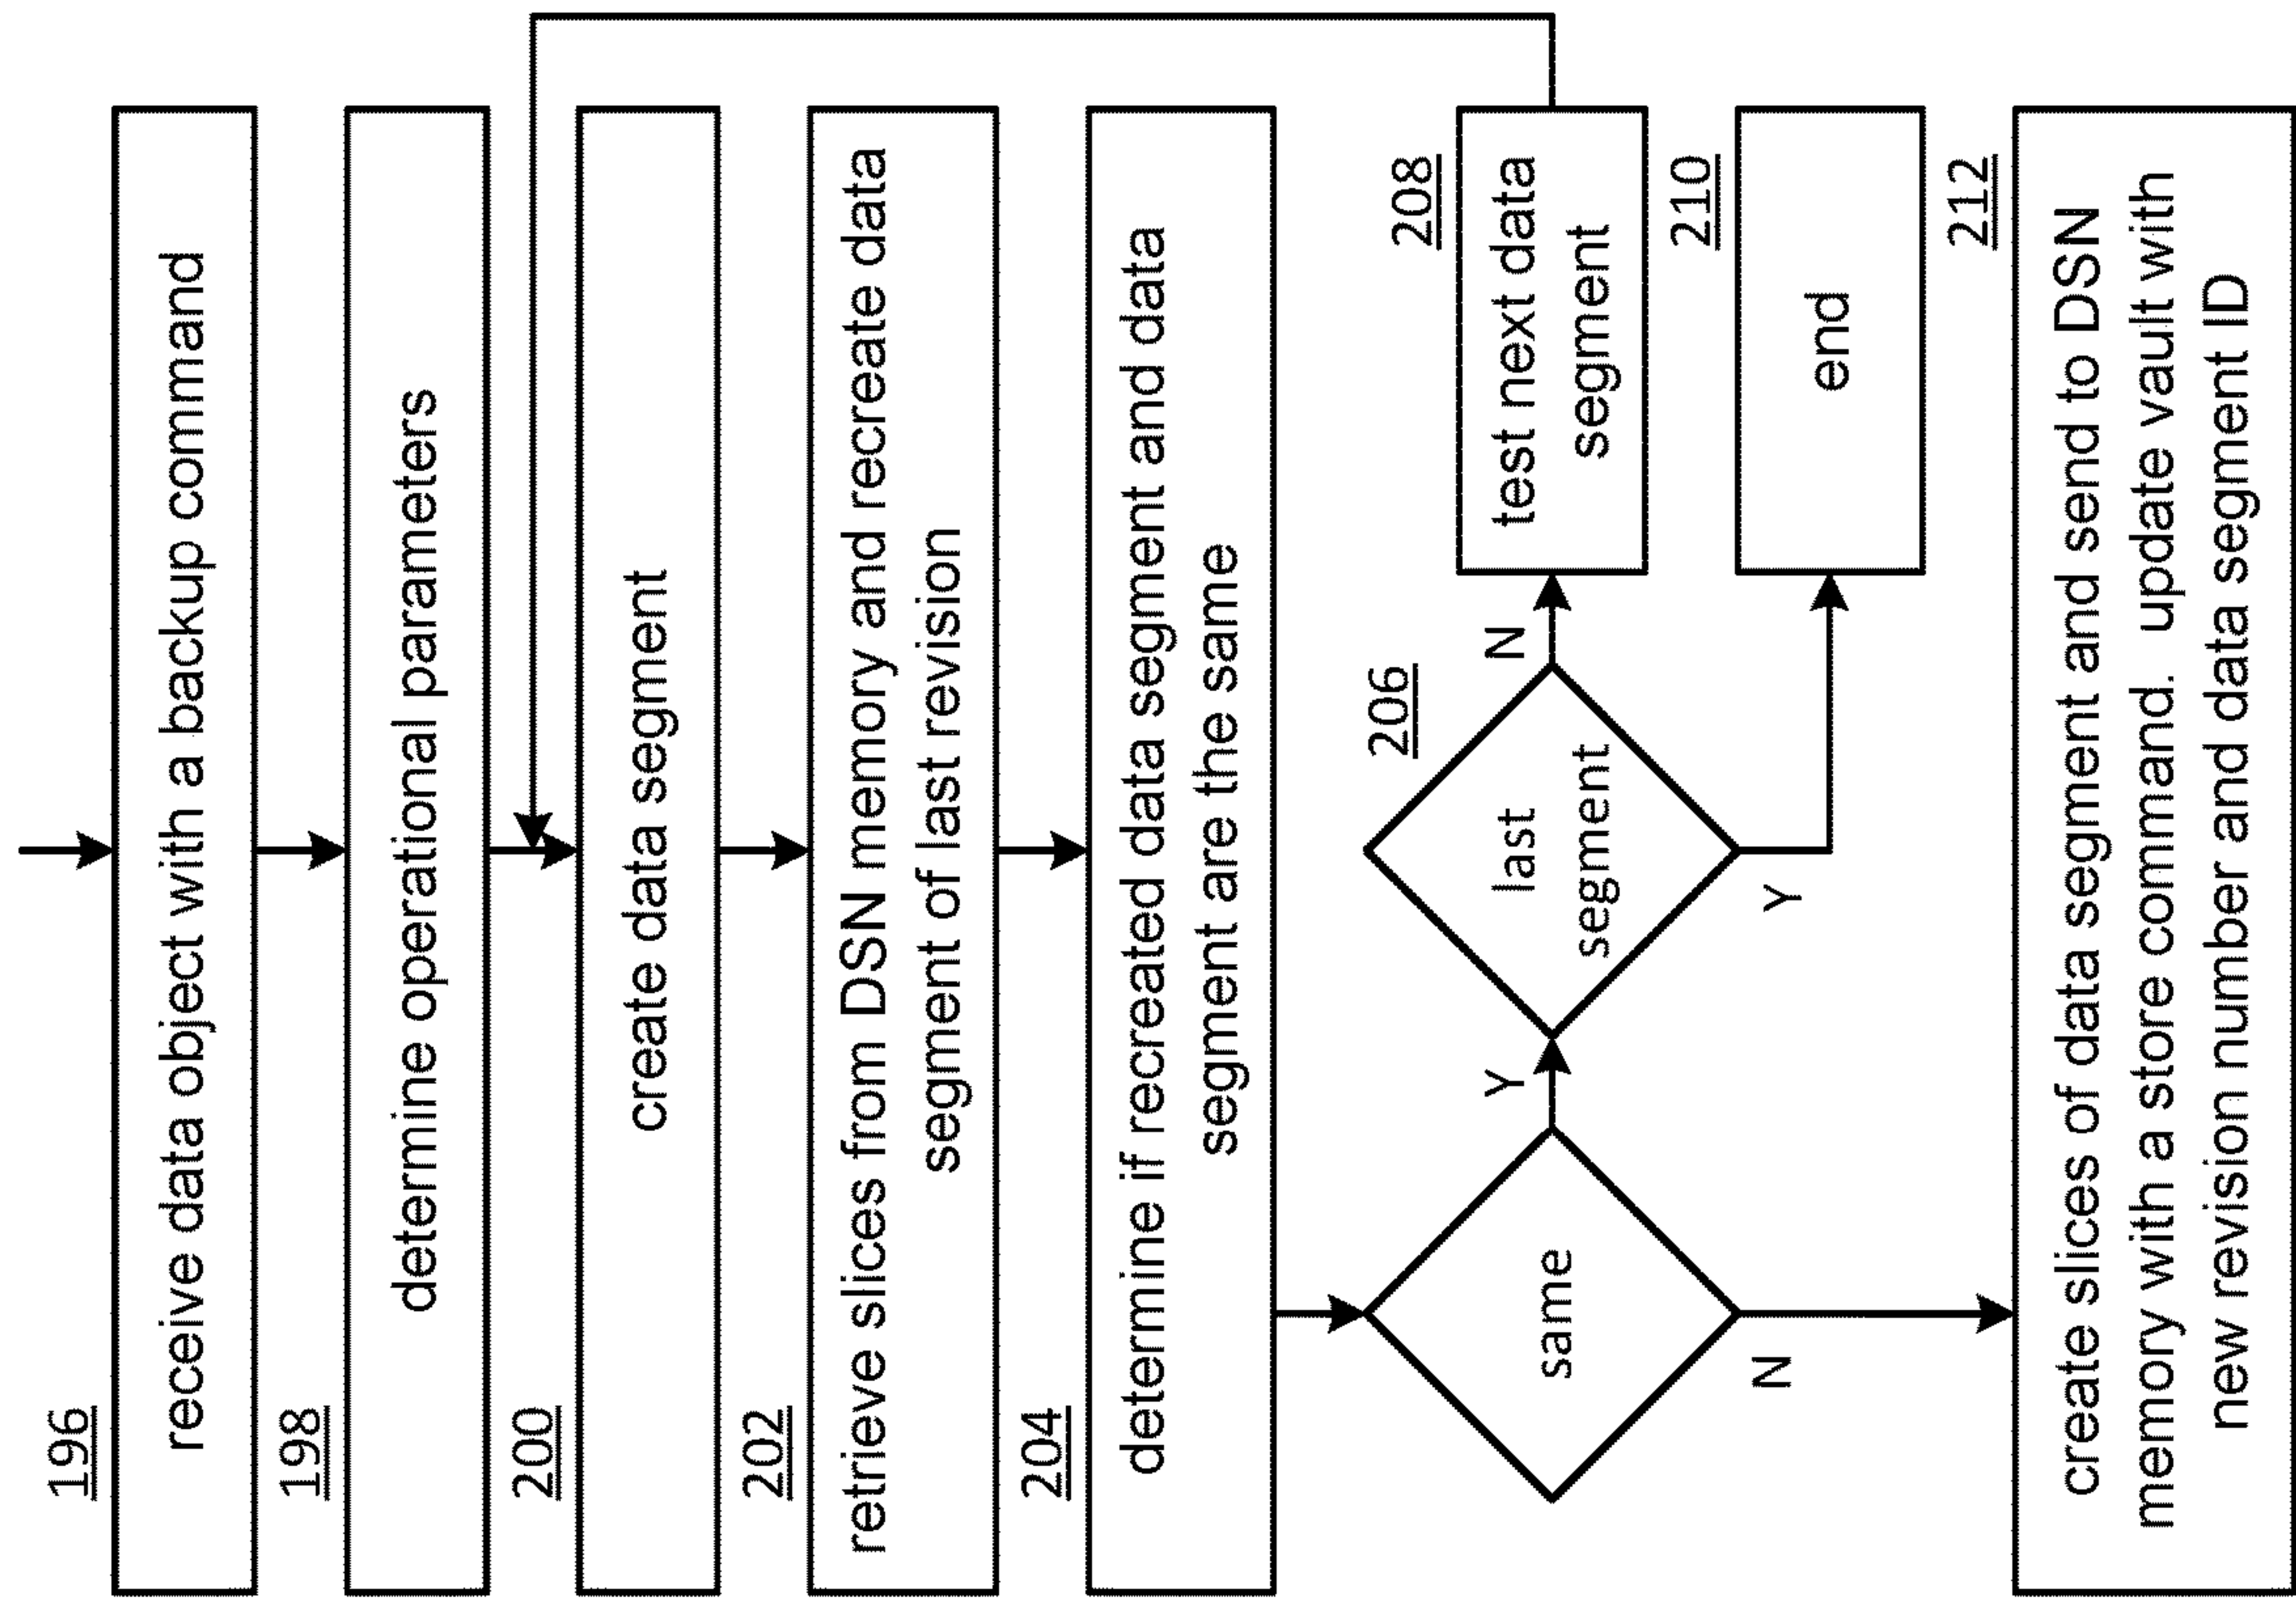 196
receive data object with a backup command
198
determine operational parameters
200
create data segment
202
retrieve slices from DSN memory and recreate data
segment of last revision
204
determine if recreated data segment and data
segment are the same
same
Y
N
206
last
segment
N
Y
208
test next data
segment
210
end
212
create slices of data segment and send to DSN
memory with a store command.  update vault with
new revision number and data segment ID